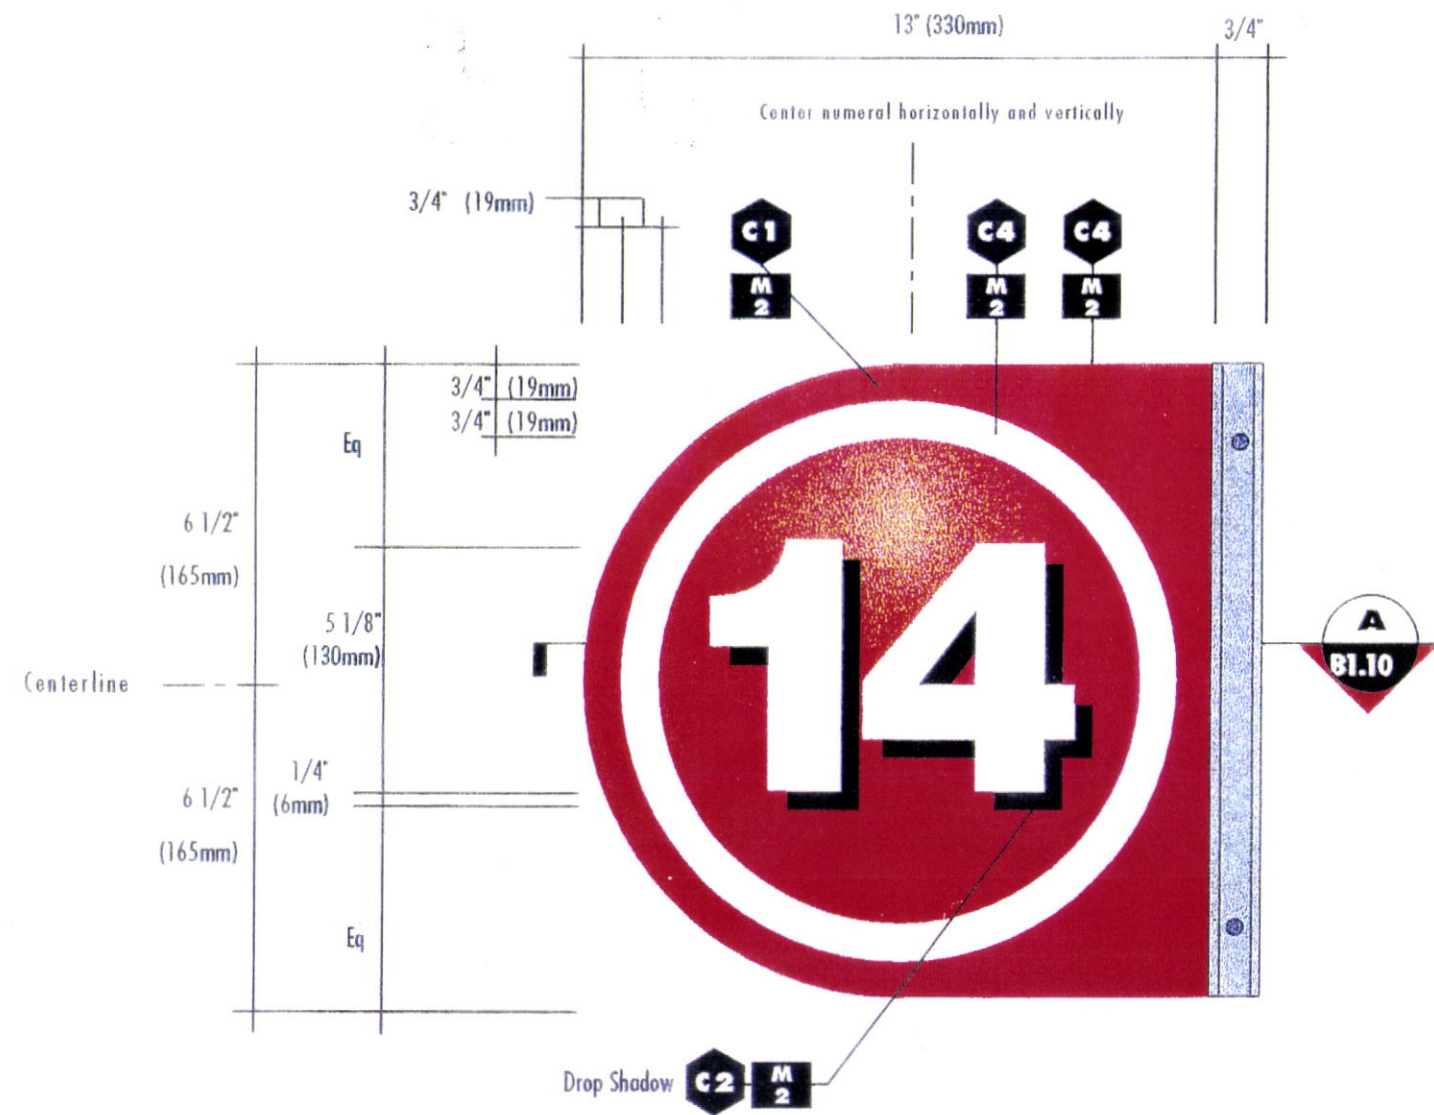 13" (330mm)
3/4"
Center numeral horizontally and vertically
3/4" (19mm)
C1
C4
C4
M
2
M
2
M
2
3/4" (19mm)
3/4" (19mm)
Eq
6 1/2"
(165mm)
14
5 1/8"
(130mm)
A
B1.10
Centerline
1/4"
(6mm)
6 1/2"
(165mm)
Eq
Drop Shadow
C2
M
2